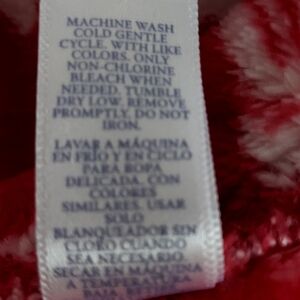 MACHINE WASH
COLD GENTLE
CYCLE. WITH LIKE
COLORS. ONLY
NON-CHLORINE
BLEACH WHEN
NEEDED. TUMBLE
DRY LOW. REMOVE
PROMPTLY. DO NOT
IRON.
LAVAR A MÁQUINA
EN FRÍO Y EN CICLO
PARA ROPA
DELICADA. CON
COLORES
SIMILARES. USAR
SOLO
BLANQUEADOR SIN
CLORO CUANDO
SEA NECESARIO.
SECAR EN MÁQUINA
A TEMPERATURA
BAJA.